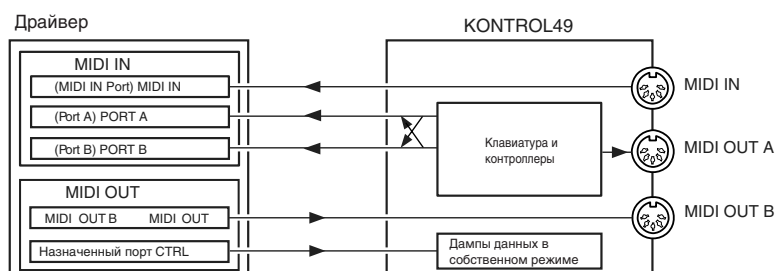 Драйвер
KONTROL49
MIDI IN
(MIDI IN Port) MIDI IN
MIDI IN
(Port A) PORT A
(Port B) PORT B
Клавиатура и
контроллеры
MIDI OUT A
MIDI OUT
MIDI OUT B MIDI OUT
MIDI OUT B
Назначенный порт CTRL
Дампы данных в
собственном режиме